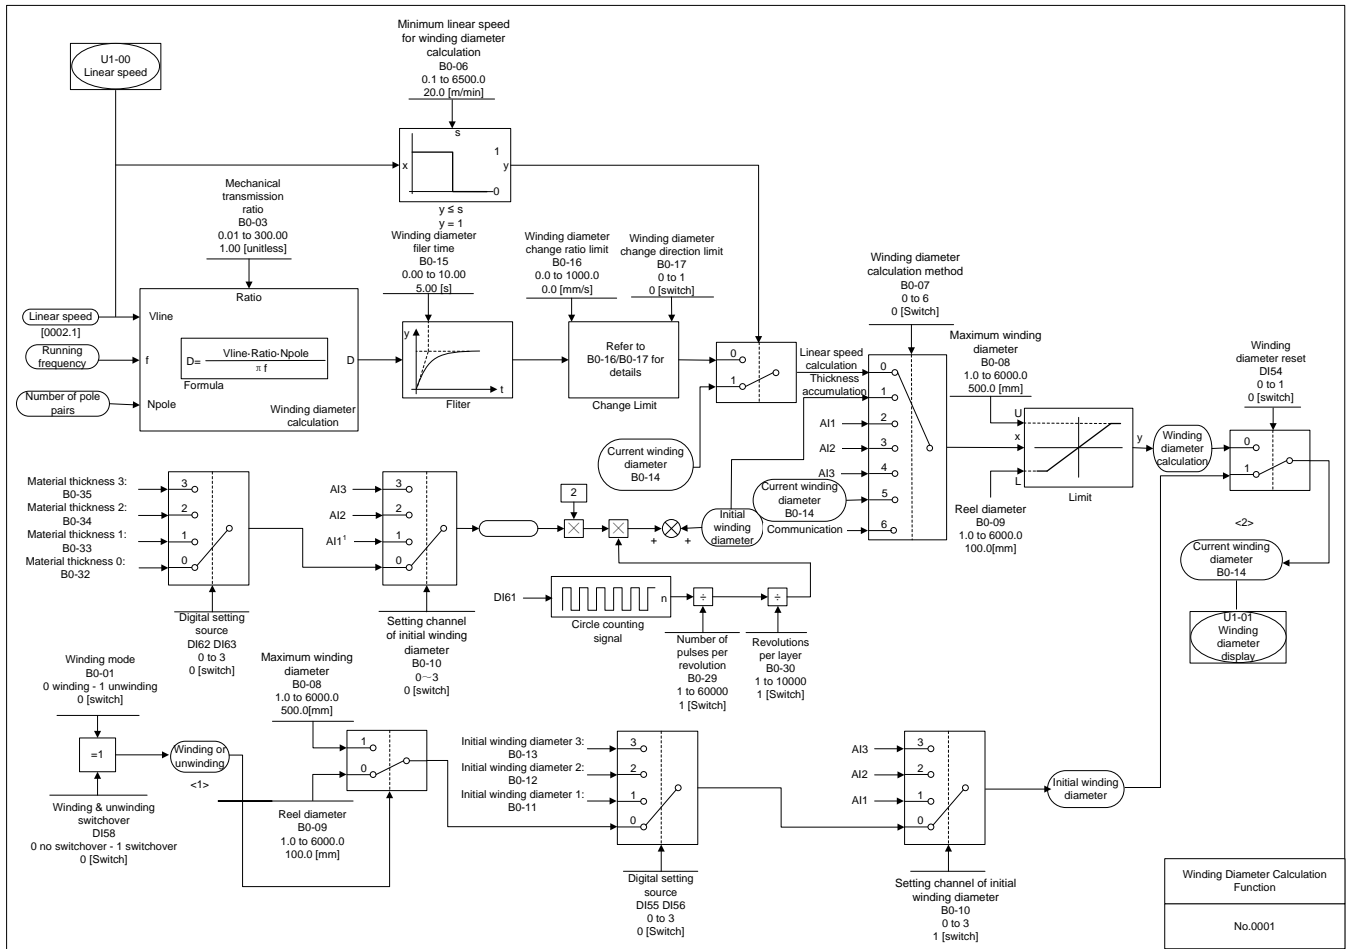 U1-00
Linear speed
Minimum linear speed
for winding diameter
calculation
B0-06
0.1 to 6500.0
20.0 [m/min]
s
x
1
y
0
y ≤ s
y = 1
Mechanical
transmission
ratio
B0-03
0.01 to 300.00
1.00 [unitless]
Winding diameter
filer time
B0-15
0.00 to 10.00
5.00 [s]
Winding diameter
change ratio limit
B0-16
0.0 to 1000.0
0.0 [mm/s]
Winding diameter
change direction limit
B0-17
0 to 1
0 [switch]
Winding diameter
calculation method
B0-07
0 to 6
0 [Switch]
Linear speed
[0002.1]
Running
frequency
Number of pole
pairs
Ratio
Vline
f
Npole
D= Vline·Ratio·Npole
π f
Formula
D
Winding diameter
calculation
y
t
Fliter
Refer to
B0-16/B0-17 for
details
Change Limit
0
1
Current winding
diameter
B0-14
Linear speed
calculation
Thickness
accumulation
AI1
AI2
AI3
Current winding
diameter
B0-14
Communication
0
1
2
3
4
5
6
Maximum winding
diameter
B0-08
1.0 to 6000.0
500.0 [mm]
U
x
L
y
Limit
Reel diameter
B0-09
1.0 to 6000.0
100.0[mm]
Winding
diameter
calculation
Winding
diameter reset
DI54
0 to 1
0 [switch]
0
1
<2>
Current winding
diameter
B0-14
U1-01
Winding
diameter
display
Material thickness 3:
B0-35
Material thickness 2:
B0-34
Material thickness 1:
B0-33
Material thickness 0:
B0-32
3
2
1
0
Digital setting
source
DI62 DI63
0 to 3
0 [switch]
AI3
AI2
AI1¹
3
2
1
0
Setting channel
of initial winding
diameter
B0-10
0～3
0 [switch]
2
+
+
Initial
winding
diameter
DI61
n
Circle counting
signal
÷
÷
Number of
pulses per
revolution
B0-29
1 to 60000
1 [Switch]
Revolutions
per layer
B0-30
1 to 10000
1 [Switch]
Winding mode
B0-01
0 winding - 1 unwinding
0 [switch]
=1
Winding or
unwinding
<1>
Winding & unwinding
switchover
DI58
0 no switchover - 1 switchover
0 [Switch]
Maximum winding
diameter
B0-08
1.0 to 6000.0
500.0[mm]
1
0
Reel diameter
B0-09
1.0 to 6000.0
100.0 [mm]
Initial winding diameter 3:
B0-13
Initial winding diameter 2:
B0-12
Initial winding diameter 1:
B0-11
3
2
1
0
Digital setting
source
DI55 DI56
0 to 3
0 [Switch]
AI3
AI2
AI1
3
2
1
0
Setting channel of initial
winding diameter
B0-10
0 to 3
1 [switch]
Initial winding
diameter
Winding Diameter Calculation
Function
No.0001